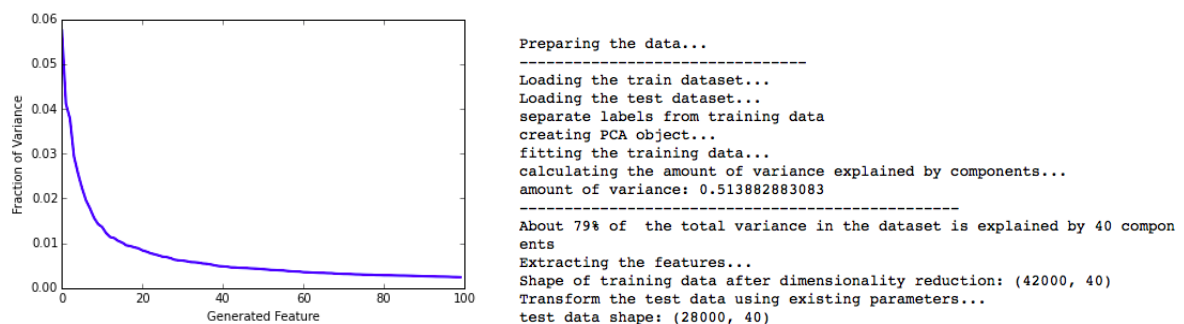 0.06
0.05
0.04
0.03
0.02
0.01
0.00
0 20 40 60 80 100
Fraction of Variance
Generated Feature
Preparing the data...
--------------------------------
Loading the train dataset...
Loading the test dataset...
separate labels from training data
creating PCA object...
fitting the training data...
calculating the amount of variance explained by components...
amount of variance: 0.513882883083
-------------------------------------------------
About 79% of  the total variance in the dataset is explained by 40 compon
ents
Extracting the features...
Shape of training data after dimensionality reduction: (42000, 40)
Transform the test data using existing parameters...
test data shape: (28000, 40)